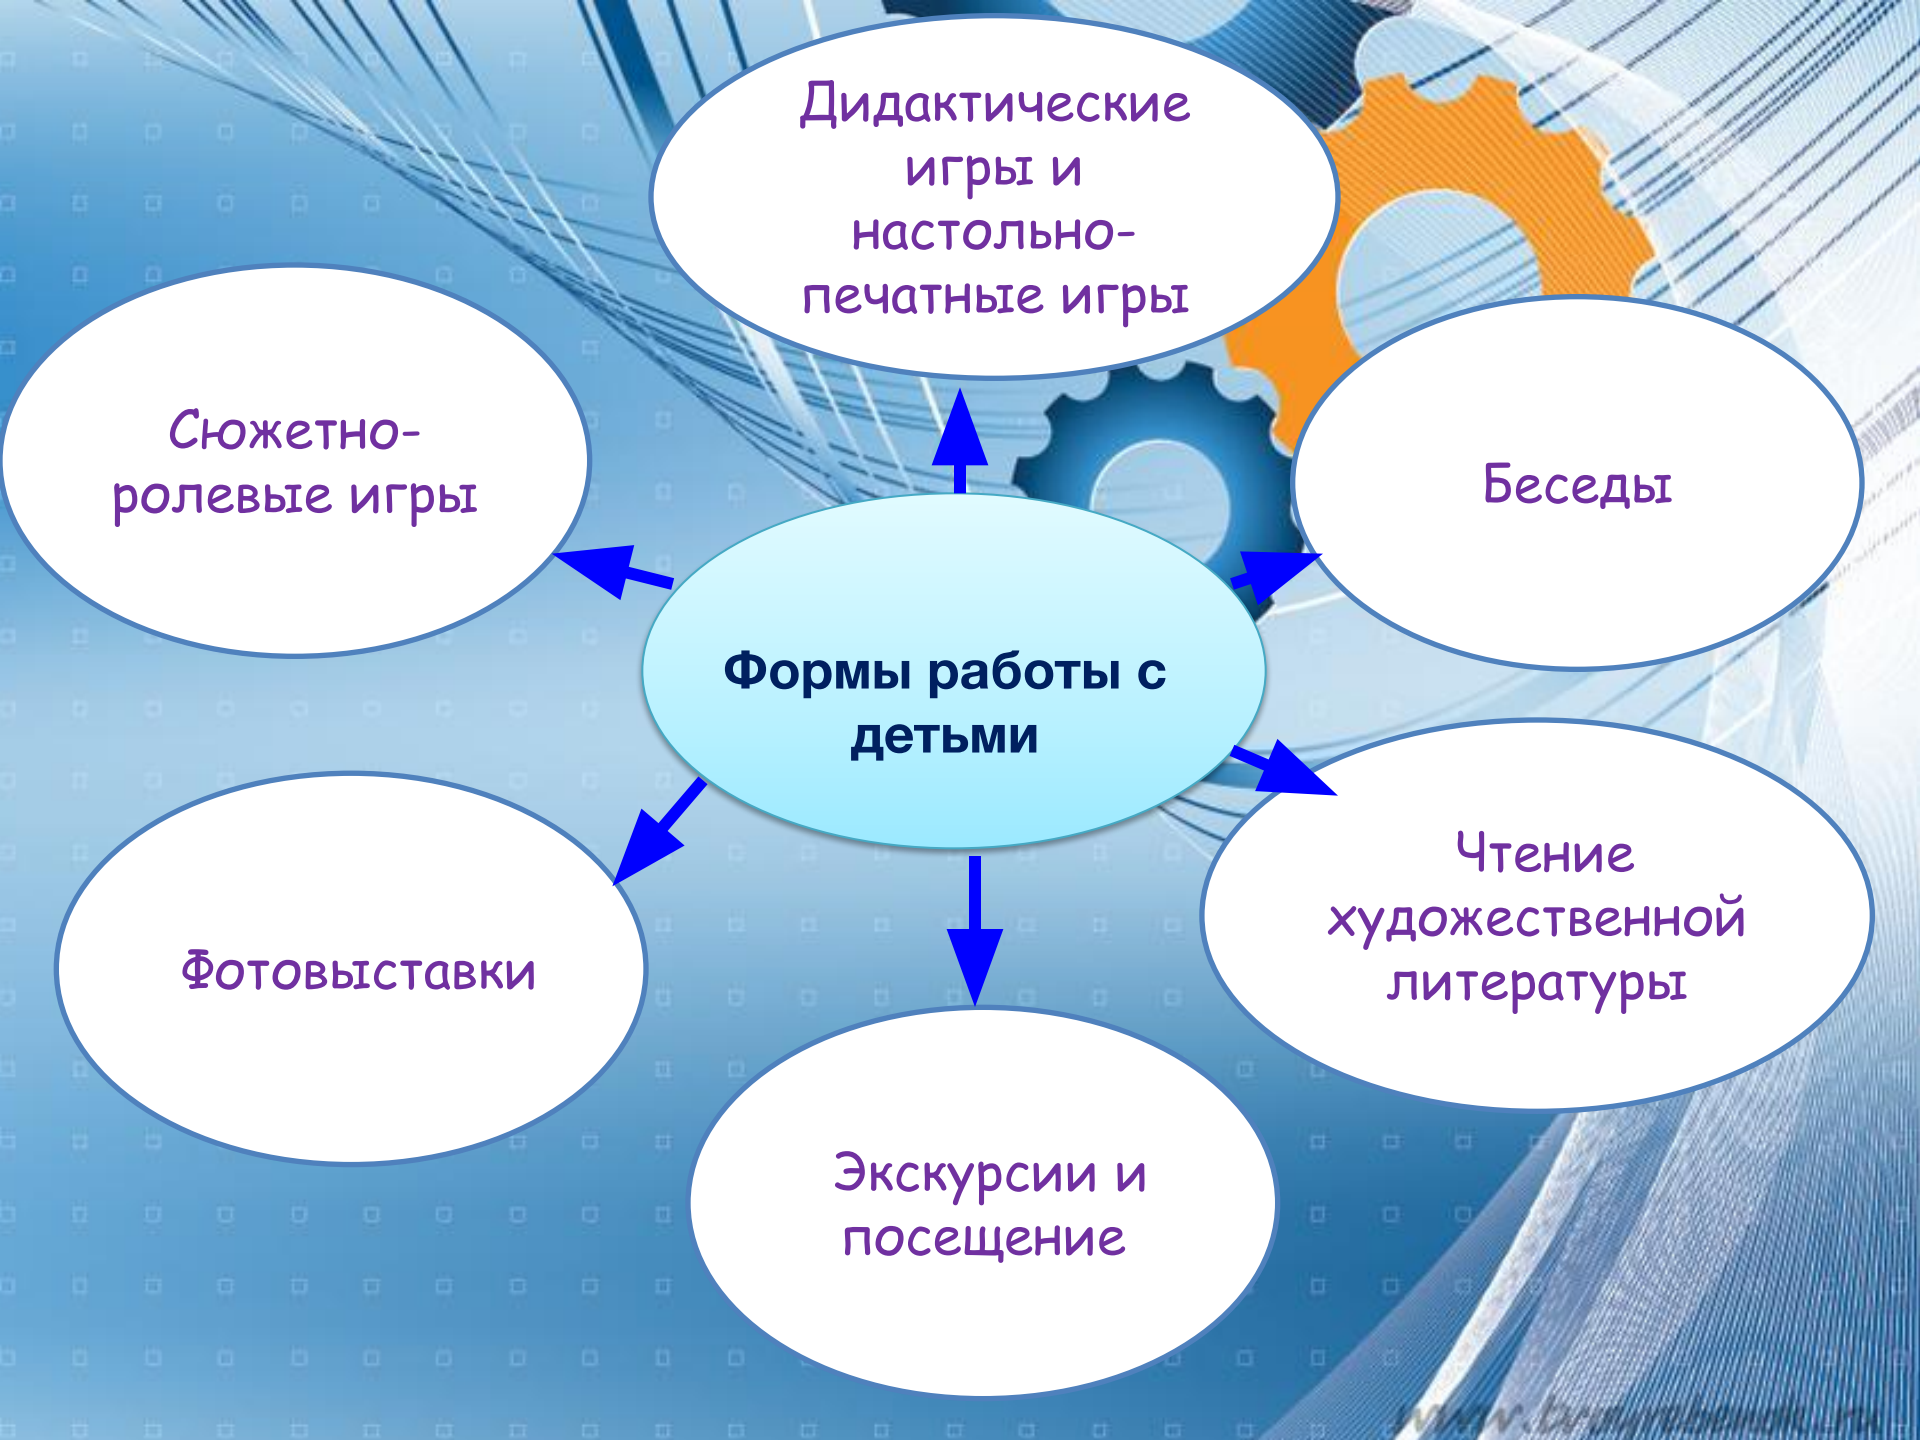 Дидактические
игры и
настольно-
печатные игры
Сюжетно-
ролевые игры
Беседы
Формы работы с
детьми
Чтение
художественной
литературы
Фотовыставки
Экскурсии и
посещение